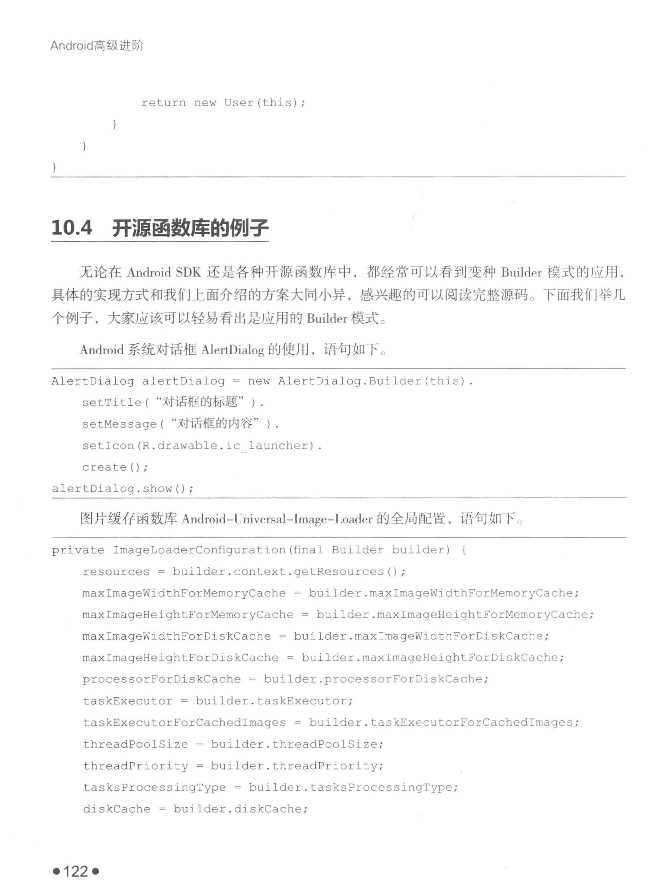 Android高级进阶
return new User(this);
}
}
}
10.4 开源函数库的例子
无论在 Android SDK 还是各种开源函数库中，都经常可以看到变种 Builder 模式的应用，
具体的实现方式和我们上面介绍的方案大同小异，感兴趣的可以阅读完整源码。下面我们举几
个例子，大家应该可以轻易看出是应用的 Builder 模式。
Android 系统对话框 AlertDialog 的使用，语句如下。
AlertDialog alertDialog = new AlertDialog.Builder(this).
setTitle( “对话框的标题” ).
setMessage( “对话框的内容” ).
setIcon(R.drawable.ic_launcher).
create();
alertDialog.show();
图片缓存函数库 Android-Universal-Image-Loader 的全局配置，语句如下。
private ImageLoaderConfiguration(final Builder builder) {
resources = builder.context.getResources();
maxImageWidthForMemoryCache = builder.maxImageWidthForMemoryCache;
maxImageHeightForMemoryCache = builder.maxImageHeightForMemoryCache;
maxImageWidthForDiskCache = builder.maxImageWidthForDiskCache;
maxImageHeightForDiskCache = builder.maxImageHeightForDiskCache;
processorForDiskCache = builder.processorForDiskCache;
taskExecutor = builder.taskExecutor;
taskExecutorForCachedImages = builder.taskExecutorForCachedImages;
threadPoolSize = builder.threadPoolSize;
threadPriority = builder.threadPriority;
tasksProcessingType = builder.tasksProcessingType;
diskCache = builder.diskCache;
●122●